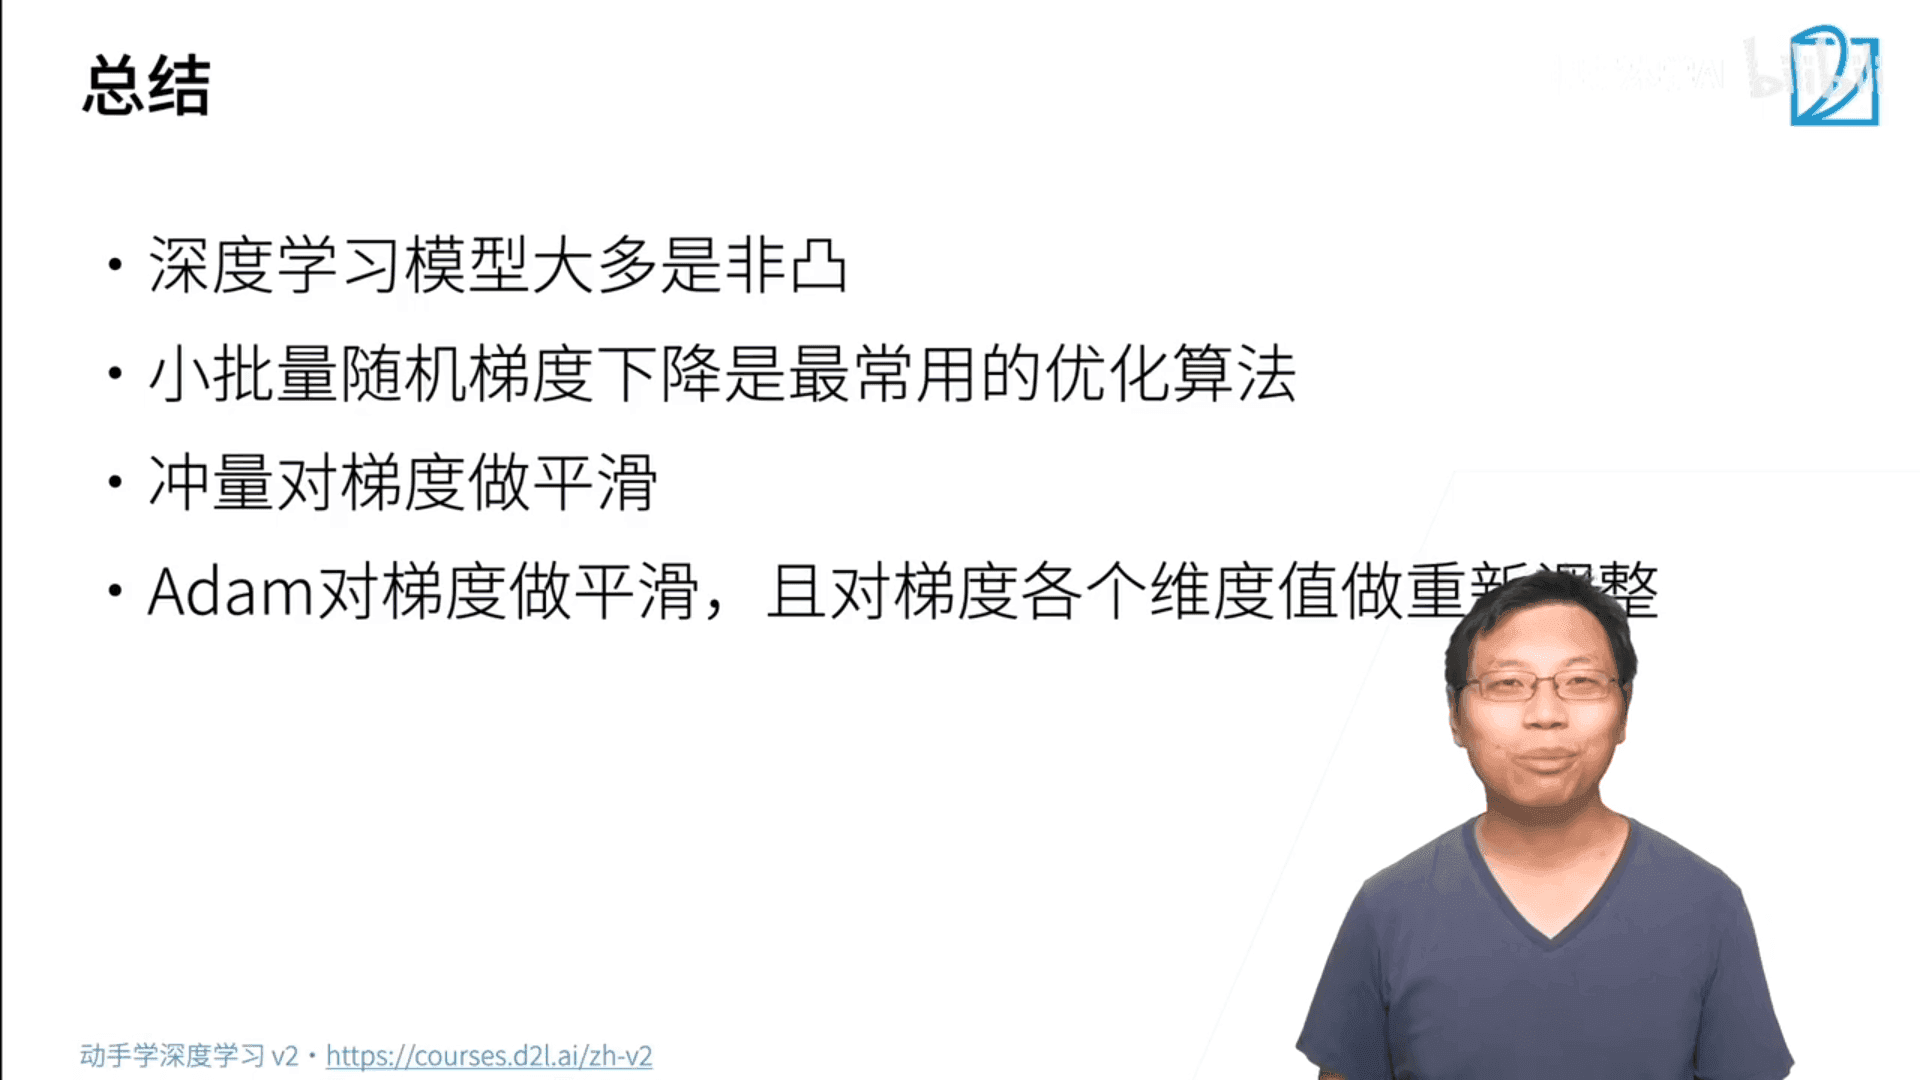 总结
bilibili
• 深度学习模型大多是非凸
• 小批量随机梯度下降是最常用的优化算法
• 冲量对梯度做平滑
• Adam对梯度做平滑，且对梯度各个维度值做重新调整
动手学深度学习 v2 • https://courses.d2l.ai/zh-v2